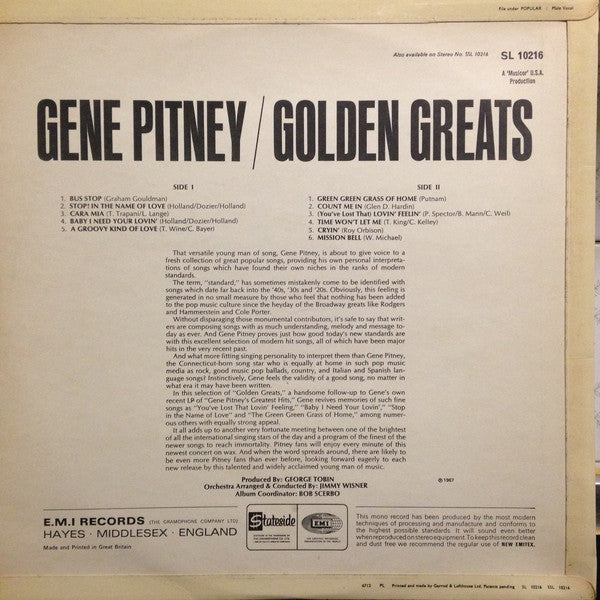 File under POPULAR : Male Vocal
Also available on Stereo No. SSL 10216
SL 10216
A 'Musicor' U.S.A.
Production
GENE PITNEY / GOLDEN GREATS
SIDE I
1. BUS STOP (Graham Gouldman)
2. STOP! IN THE NAME OF LOVE (Holland/Dozier/Holland)
3. CARA MIA (T. Trapani/L. Lange)
4. BABY I NEED YOUR LOVIN' (Holland/Dozier/Holland)
5. A GROOVY KIND OF LOVE (T. Wine/C. Bayer)
SIDE II
1. GREEN GREEN GRASS OF HOME (Putnam)
2. COUNT ME IN (Glen D. Hardin)
3. (You've Lost That) LOVIN' FEELIN' (P. Spector/B. Mann/C. Weil)
4. TIME WON'T LET ME (T. King/C. Kelley)
5. CRYIN' (Roy Orbison)
6. MISSION BELL (W. Michael)
That versatile young man of song, Gene Pitney, is about to give voice to a
fresh collection of great popular songs, providing his own personal interpreta-
tions of songs which have found their own niches in the ranks of modern
standards.
The term, "standard," has sometimes mistakenly come to be identified with
songs which date far back into the '40s, '30s and '20s. Obviously, this feeling is
generated in no small measure by those who feel that nothing has been added
to the pop music culture since the heyday of the Broadway greats like Rodgers
and Hammerstein and Cole Porter.
Without disparaging those monumental contributors, it's safe to say that writ-
ers are composing songs with as much understanding, melody and message to-
day as ever. And Gene Pitney proves just how good today's new standards are
with this excellent selection of modern hit songs, all of which have been major
hits in the very recent past.
And what more fitting singing personality to interpret them than Gene Pitney,
the Connecticut-born song star who is equally at home in such pop music
media as rock, good music pop ballads, country, and Italian and Spanish lan-
guage songs? Instinctively, Gene feels the validity of a good song, no matter in
what era it may have been written.
In this selection of "Golden Greats," a handsome follow-up to Gene's own
recent LP of "Gene Pitney's Greatest Hits," Gene revives memories of such fine
songs as "You've Lost That Lovin' Feeling," "Baby I Need Your Lovin'," "Stop
in the Name of Love" and "The Green Green Grass of Home," among numer-
ous others with equally strong appeal.
It all adds up to another very fortunate meeting between one of the brightest
of all the international singing stars of the day and a program of the finest of the
newer songs to reach immortality. Pitney fans will enjoy every minute of this
newest concert on wax. And when the word spreads around, there are likely to
be even more Pitney fans than ever before, looking forward eagerly to each
new release by this talented and widely acclaimed young man of music.
Produced By: GEORGE TOBIN
Orchestra Arranged & Conducted By: JIMMY WISNER
Album Coordinator: BOB SCERBO
℗ 1967
E.M.I RECORDS (THE GRAMOPHONE COMPANY LTD)
HAYES · MIDDLESEX · ENGLAND
Made and Printed in Great Britain
Stateside
EMI
This mono record has been produced by the most modern
techniques of processing and manufacture and conforms to
the highest possible standards. It will sound even better
when reproduced on stereo equipment. To keep this record clean
and dust free we recommend the regular use of NEW EMITEX.
6712 PL Printed and made by Garrod & Lofthouse Ltd. Patents pending SL 10216 SSL 10216